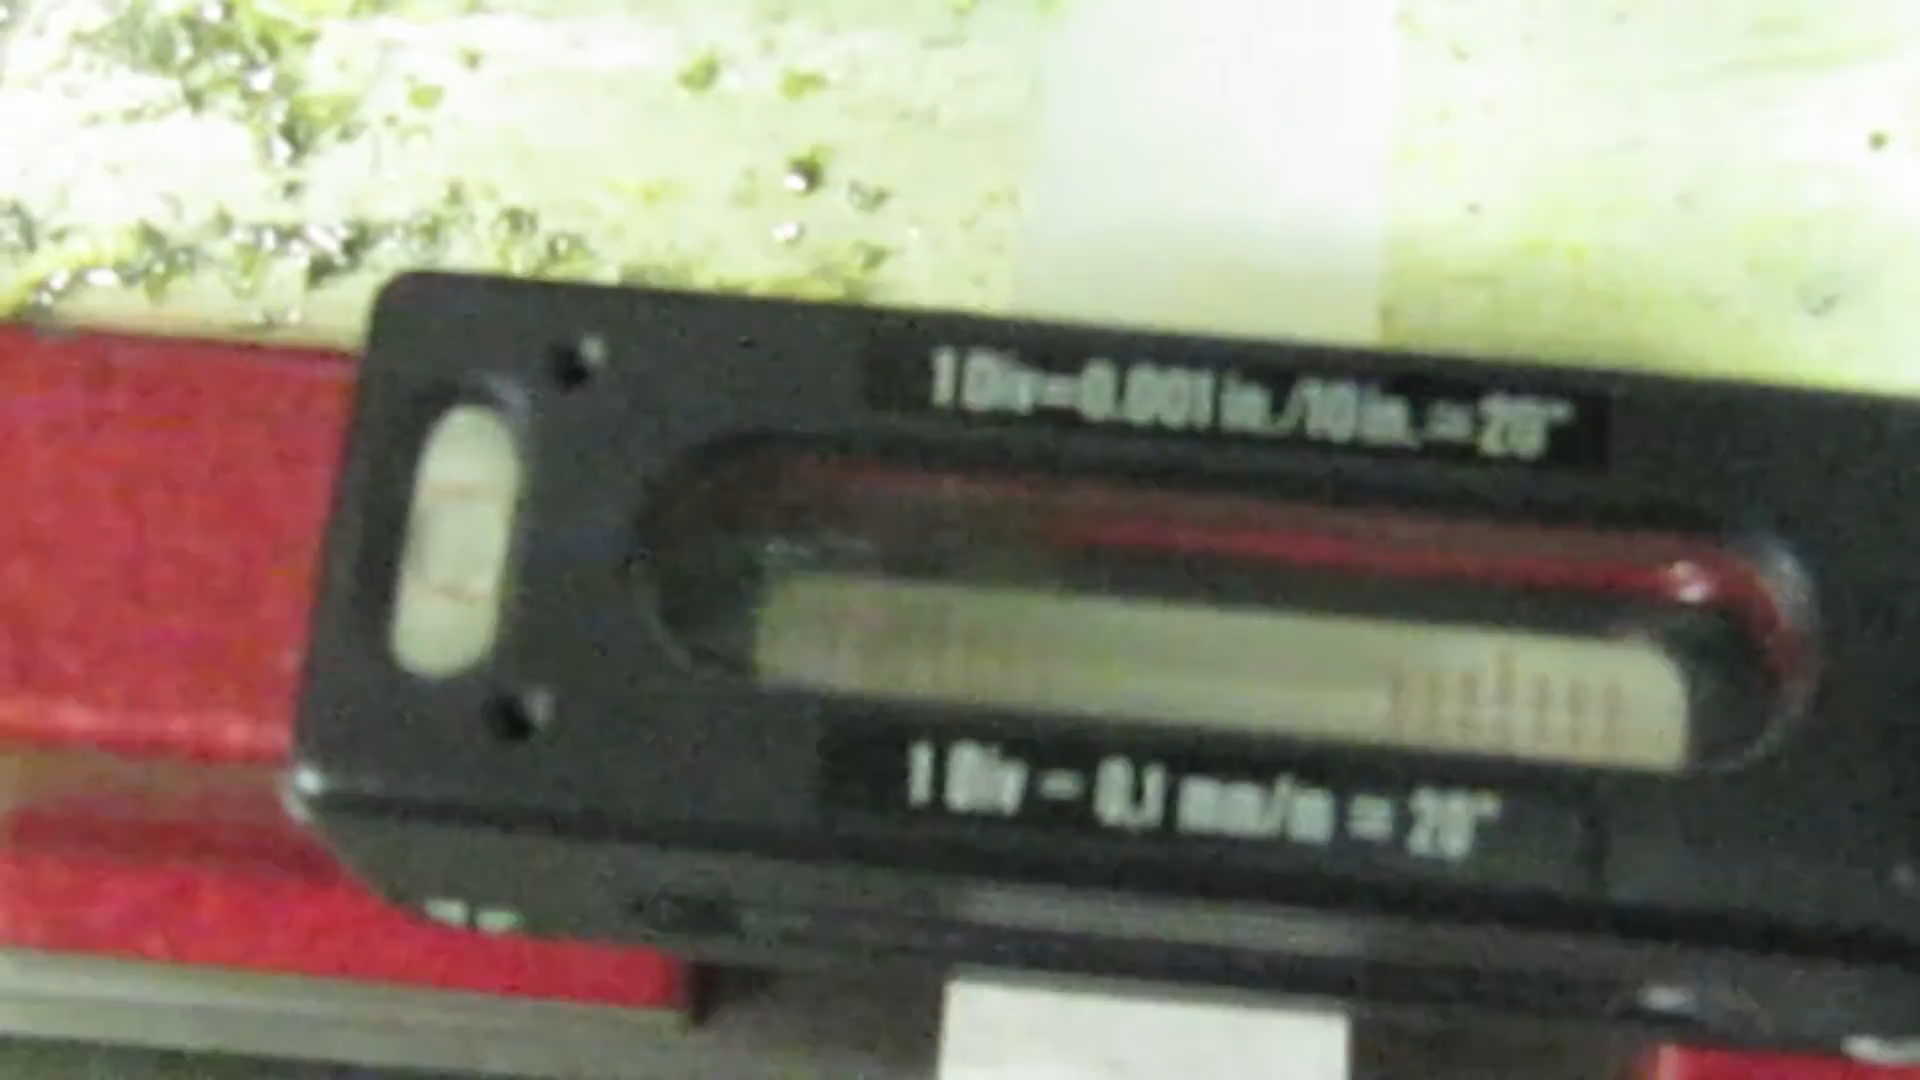 1 Div=0.001 in./10 in.=20"
1 Div = 0.1 mm/m = 20"